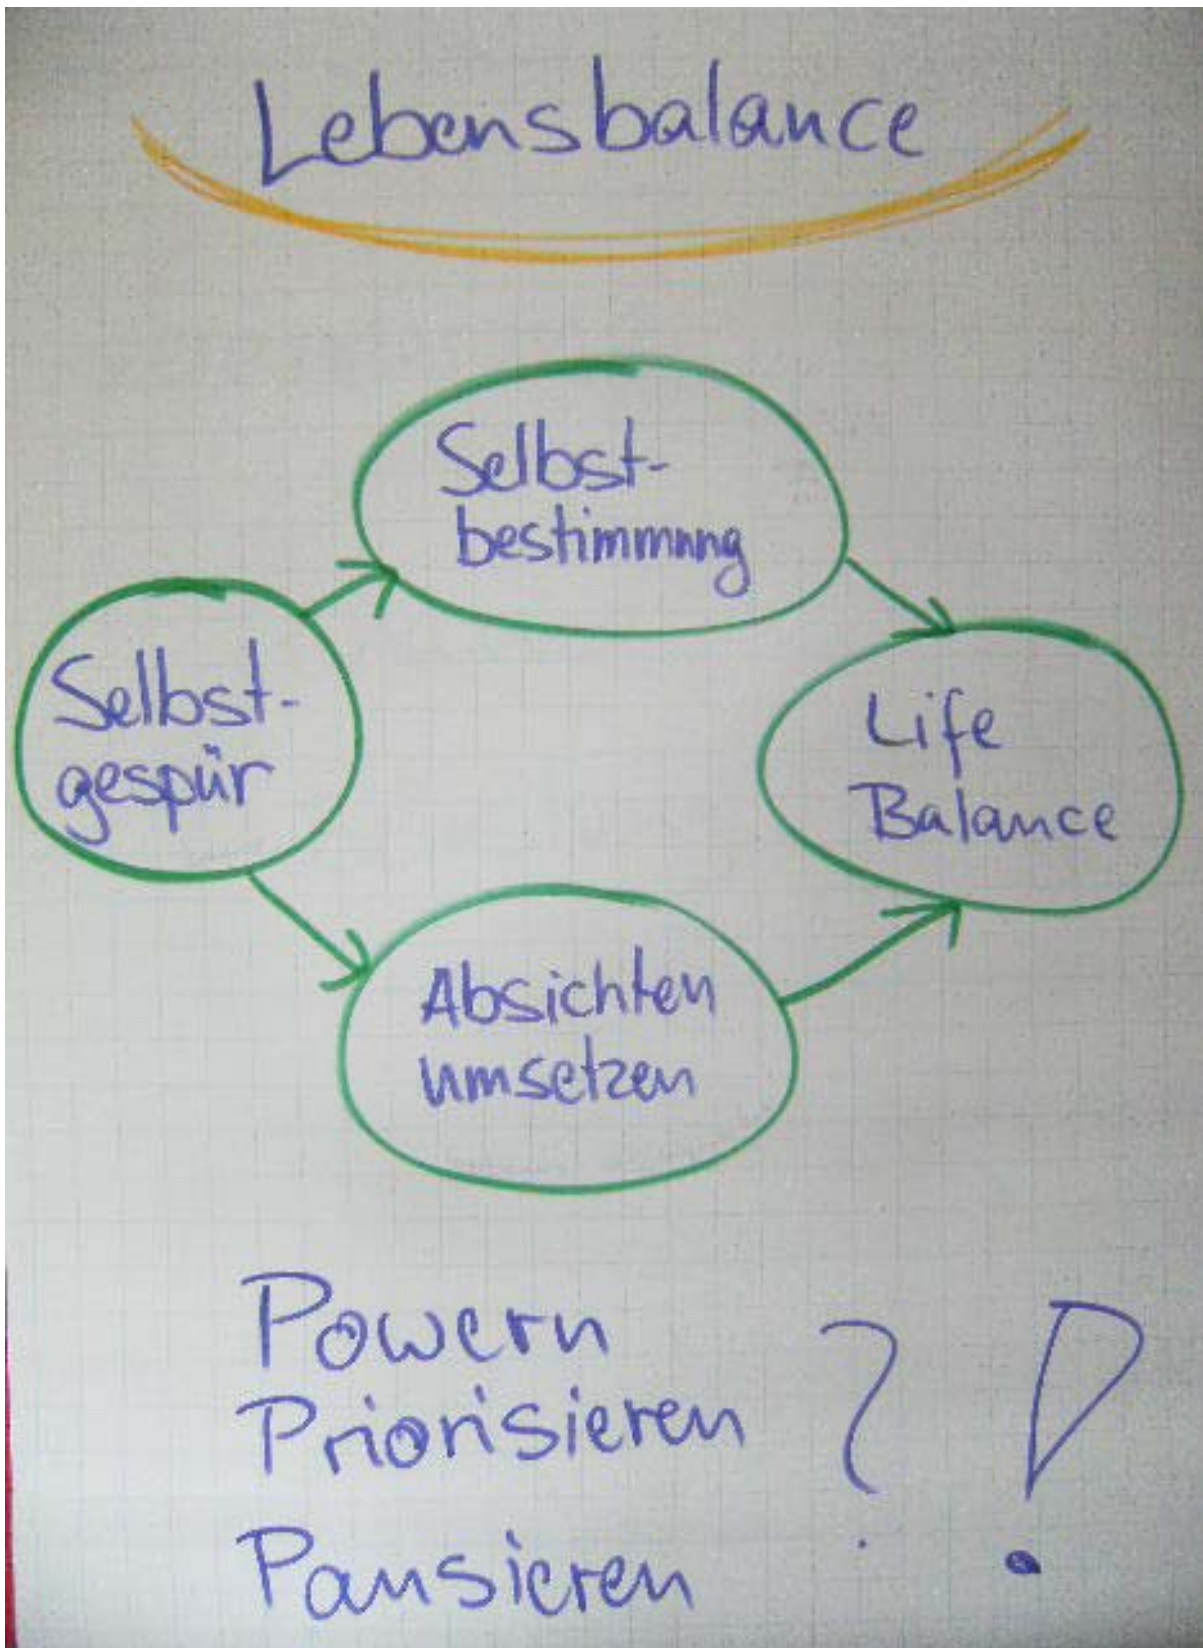 Lebensbalance
Selbst-
bestimmung
Selbst-
gespür
Life
Balance
Absichten
umsetzen
Powern
Priorisieren
Pausieren
? !